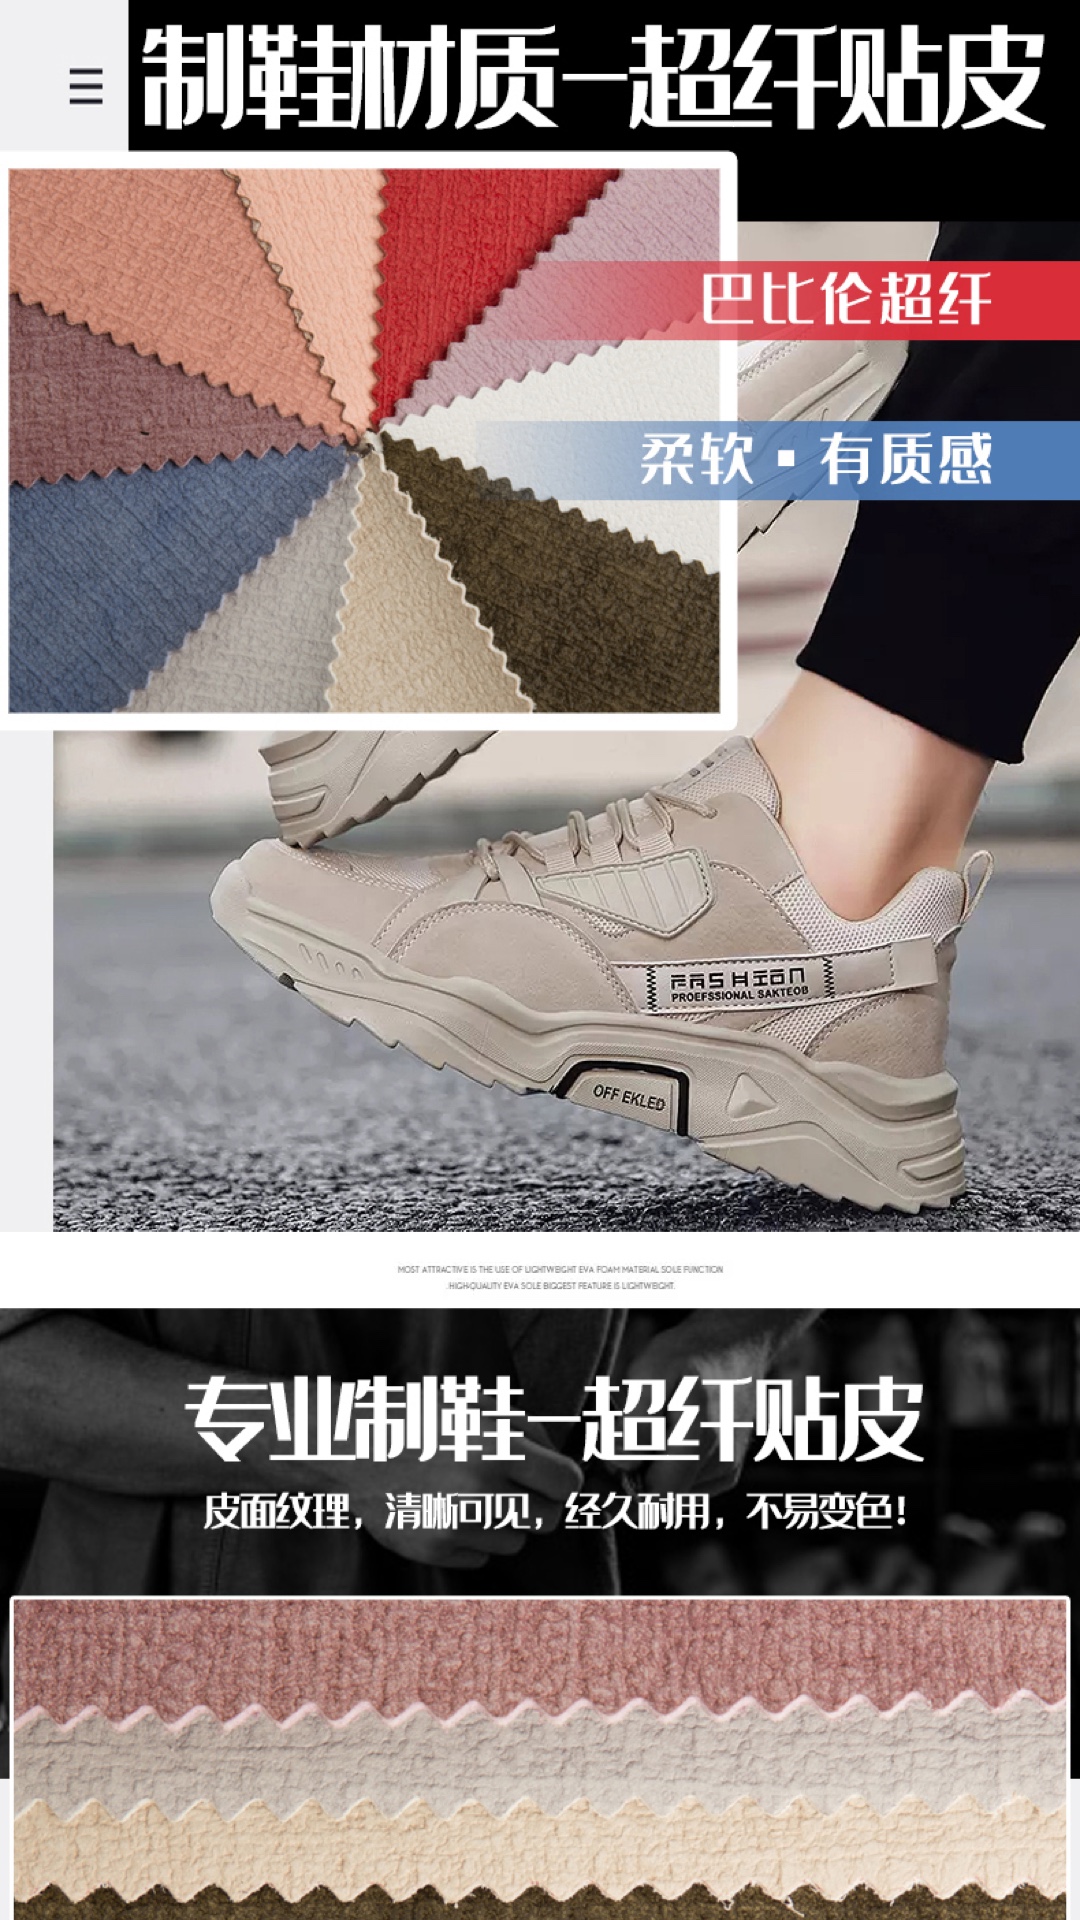 制鞋材质-超纤贴皮
巴比伦超纤
柔软▪有质感
FASHION
PROEFSSIONAL SAKTEOB
OFF EKLED
MOST ATTRACTIVE IS THE USE OF LIGHTWEIGHT EVA FOAM MATERIAL SOLE FUNCTION
.HIGH-QUALITY EVA SOLE BIGGEST FEATURE IS LIGHTWEIGHT.
专业制鞋-超纤贴皮
皮面纹理，清晰可见，经久耐用，不易变色！